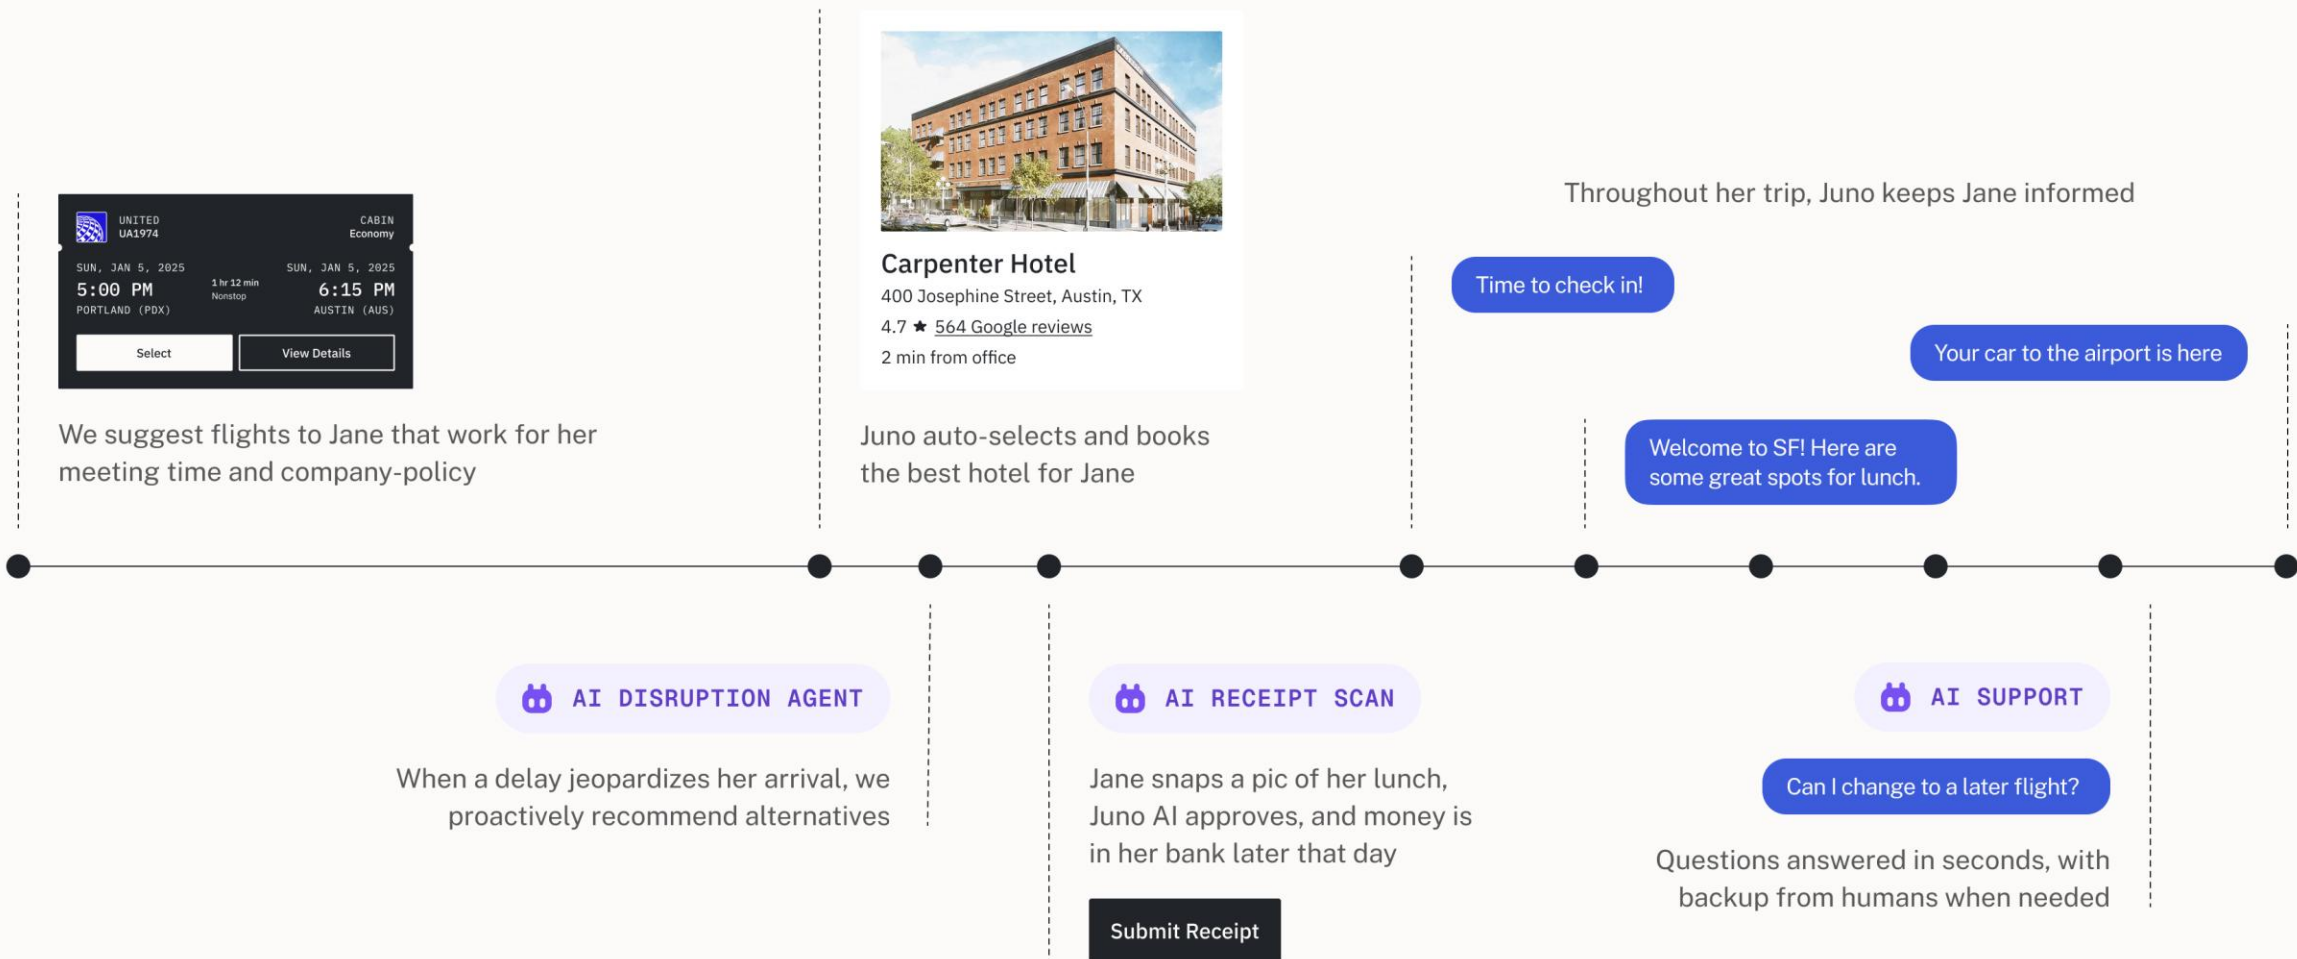 UNITED
UA1974
CABIN
Economy
SUN, JAN 5, 2025
5:00 PM
PORTLAND (PDX)
1 hr 12 min
Nonstop
SUN, JAN 5, 2025
6:15 PM
AUSTIN (AUS)
Select
View Details
We suggest flights to Jane that work for her
meeting time and company-policy
Carpenter Hotel
400 Josephine Street, Austin, TX
4.7 ★ 564 Google reviews
2 min from office
Juno auto-selects and books
the best hotel for Jane
Throughout her trip, Juno keeps Jane informed
Time to check in!
Your car to the airport is here
Welcome to SF! Here are
some great spots for lunch.
AI DISRUPTION AGENT
When a delay jeopardizes her arrival, we
proactively recommend alternatives
AI RECEIPT SCAN
Jane snaps a pic of her lunch,
Juno AI approves, and money is
in her bank later that day
Submit Receipt
AI SUPPORT
Can I change to a later flight?
Questions answered in seconds, with
backup from humans when needed